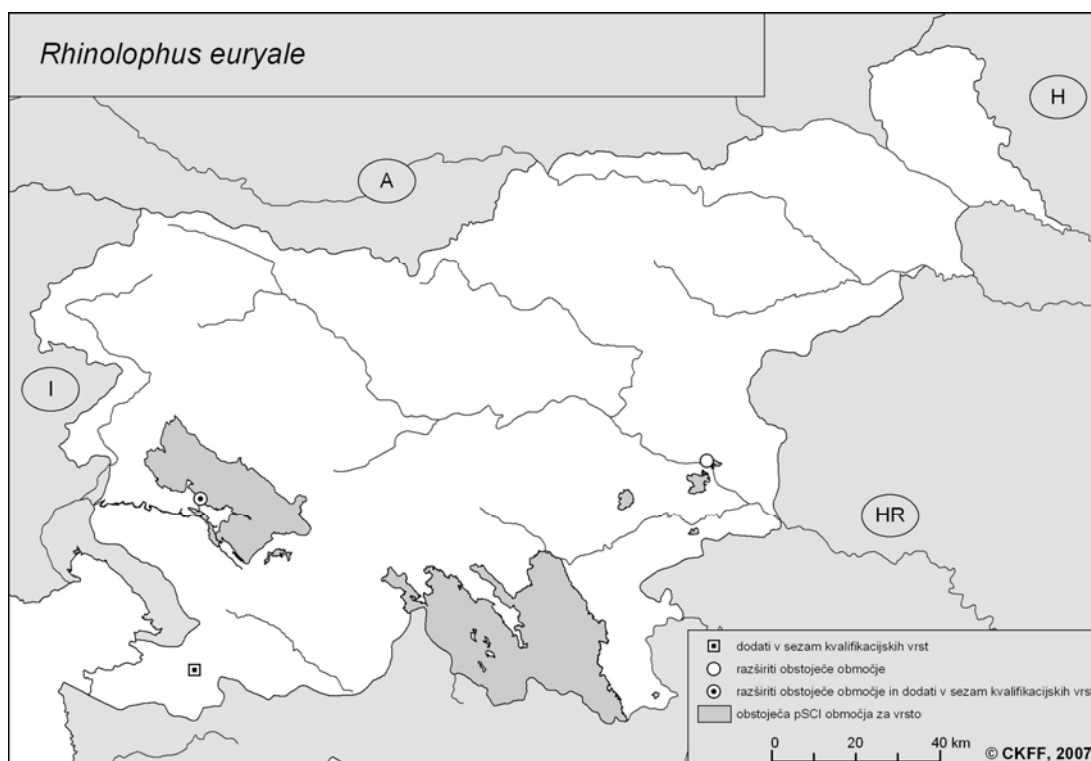 Rhinolophus euryale
H
A
I
HR
dodati v sezam kvalifikacijskih vrst
razširiti obstoječe območje
razširiti obstoječe območje in dodati v sezam kvalifikacijskih vrst
obstoječa pSCI območja za vrsto
0 20 40 km
© CKFF, 2007